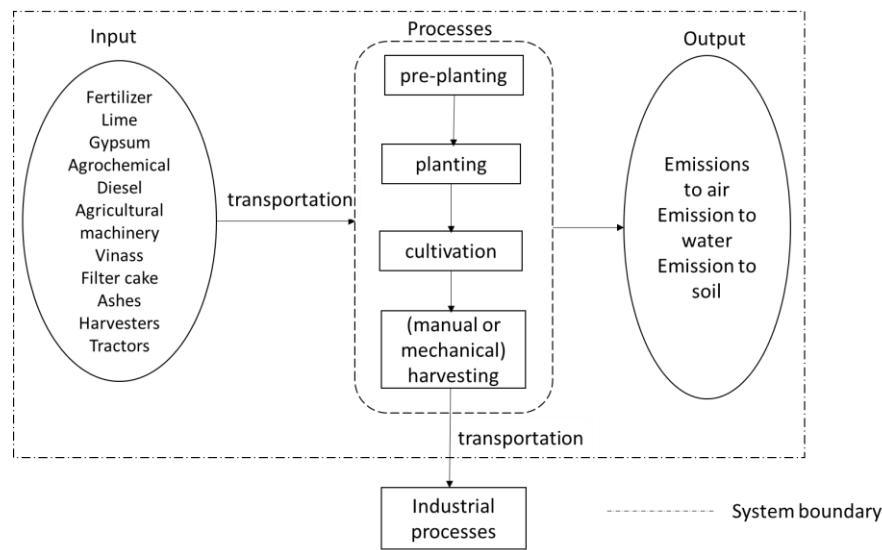 Input
Fertilizer
Lime
Gypsum
Agrochemical
Diesel
Agricultural
machinery
Vinass
Filter cake
Ashes
Harvesters
Tractors
transportation
Processes
pre-planting
planting
cultivation
(manual or
mechanical)
harvesting
transportation
Industrial
processes
Output
Emissions
to air
Emission to
water
Emission to
soil
System boundary